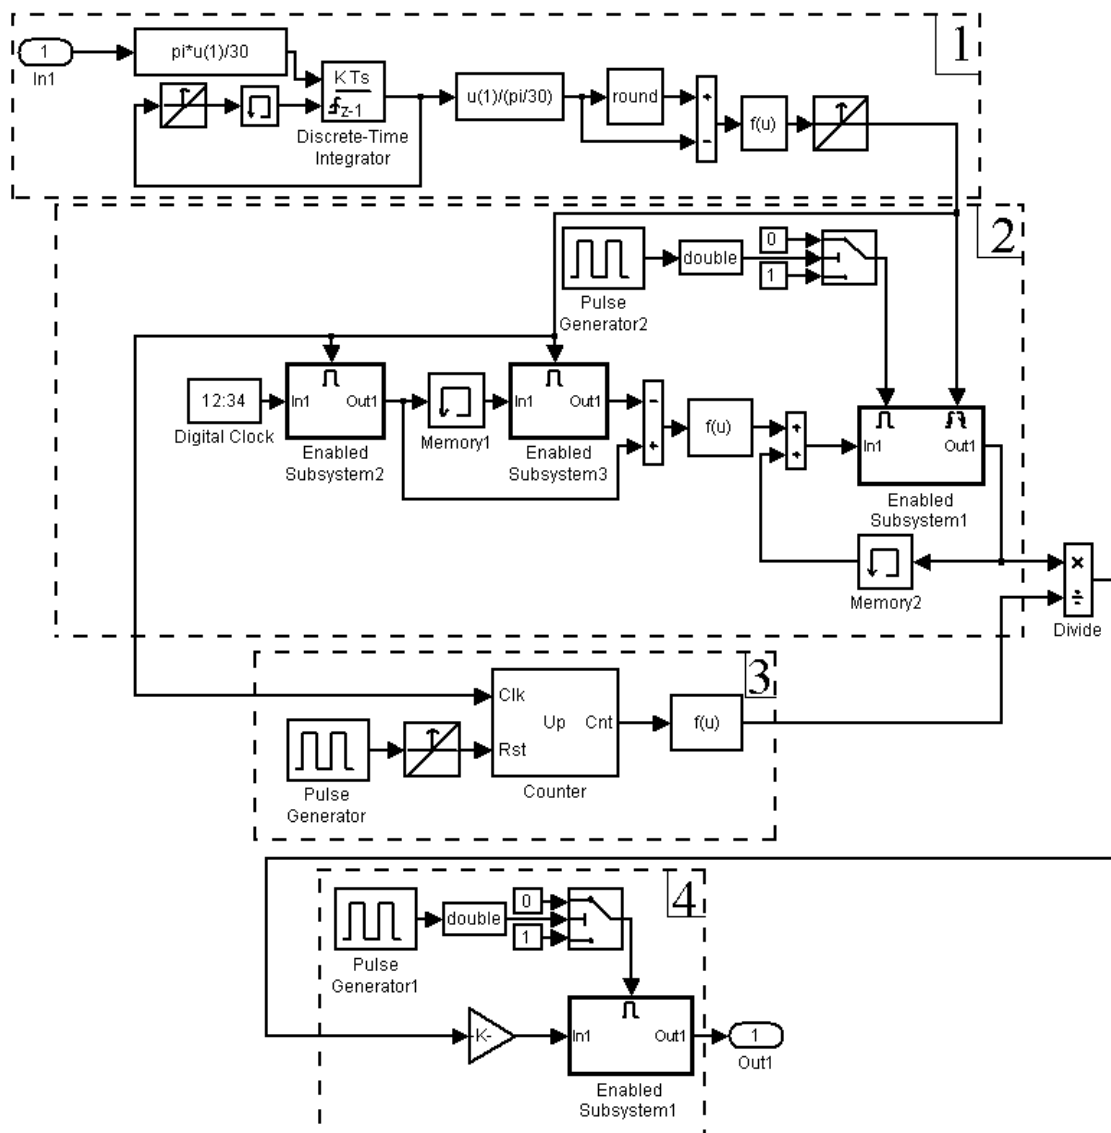 1
1
In1
pi*u(1)/30
K Ts
z-1
Discrete-Time
Integrator
u(1)/(pi/30)
round
+
−
f(u)
2
Pulse
Generator2
double
0
1
12:34
Digital Clock
In1
Out1
Enabled
Subsystem2
Memory1
In1
Out1
Enabled
Subsystem3
−
+
f(u)
+
+
In1
Out1
Enabled
Subsystem1
Memory2
×
÷
Divide
3
Pulse
Generator
Clk
Up
Cnt
Rst
Counter
f(u)
4
Pulse
Generator1
double
0
1
-K-
In1
Out1
Enabled
Subsystem1
1
Out1